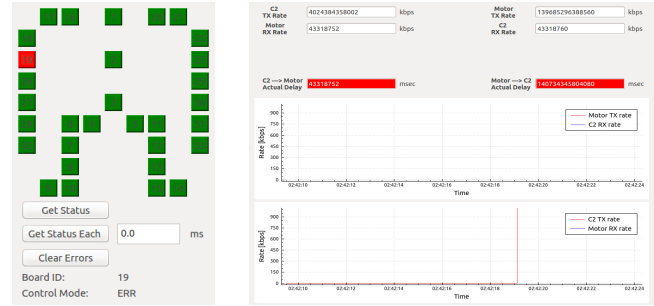 Get Status
Get Status Each 0.0 ms
Clear Errors
Board ID: 19
Control Mode: ERR
C2 TX Rate 4024384358002 kbps
Motor TX Rate 139685296388560 kbps
Motor RX Rate 43318752 kbps
C2 RX Rate 43318760 kbps
C2 ---> Motor Actual Delay 43318752 msec
Motor ---> C2 Actual Delay 140734345804080 msec
Rate [kbps]
900
750
600
450
300
150
0
Motor TX rate
C2 RX rate
02:42:10 02:42:12 02:42:14 02:42:16 02:42:18 02:42:20 02:42:22 02:42:24
Time
Rate [kbps]
900
750
600
450
300
150
0
C2 TX rate
Motor RX rate
02:42:10 02:42:12 02:42:14 02:42:16 02:42:18 02:42:20 02:42:22 02:42:24
Time